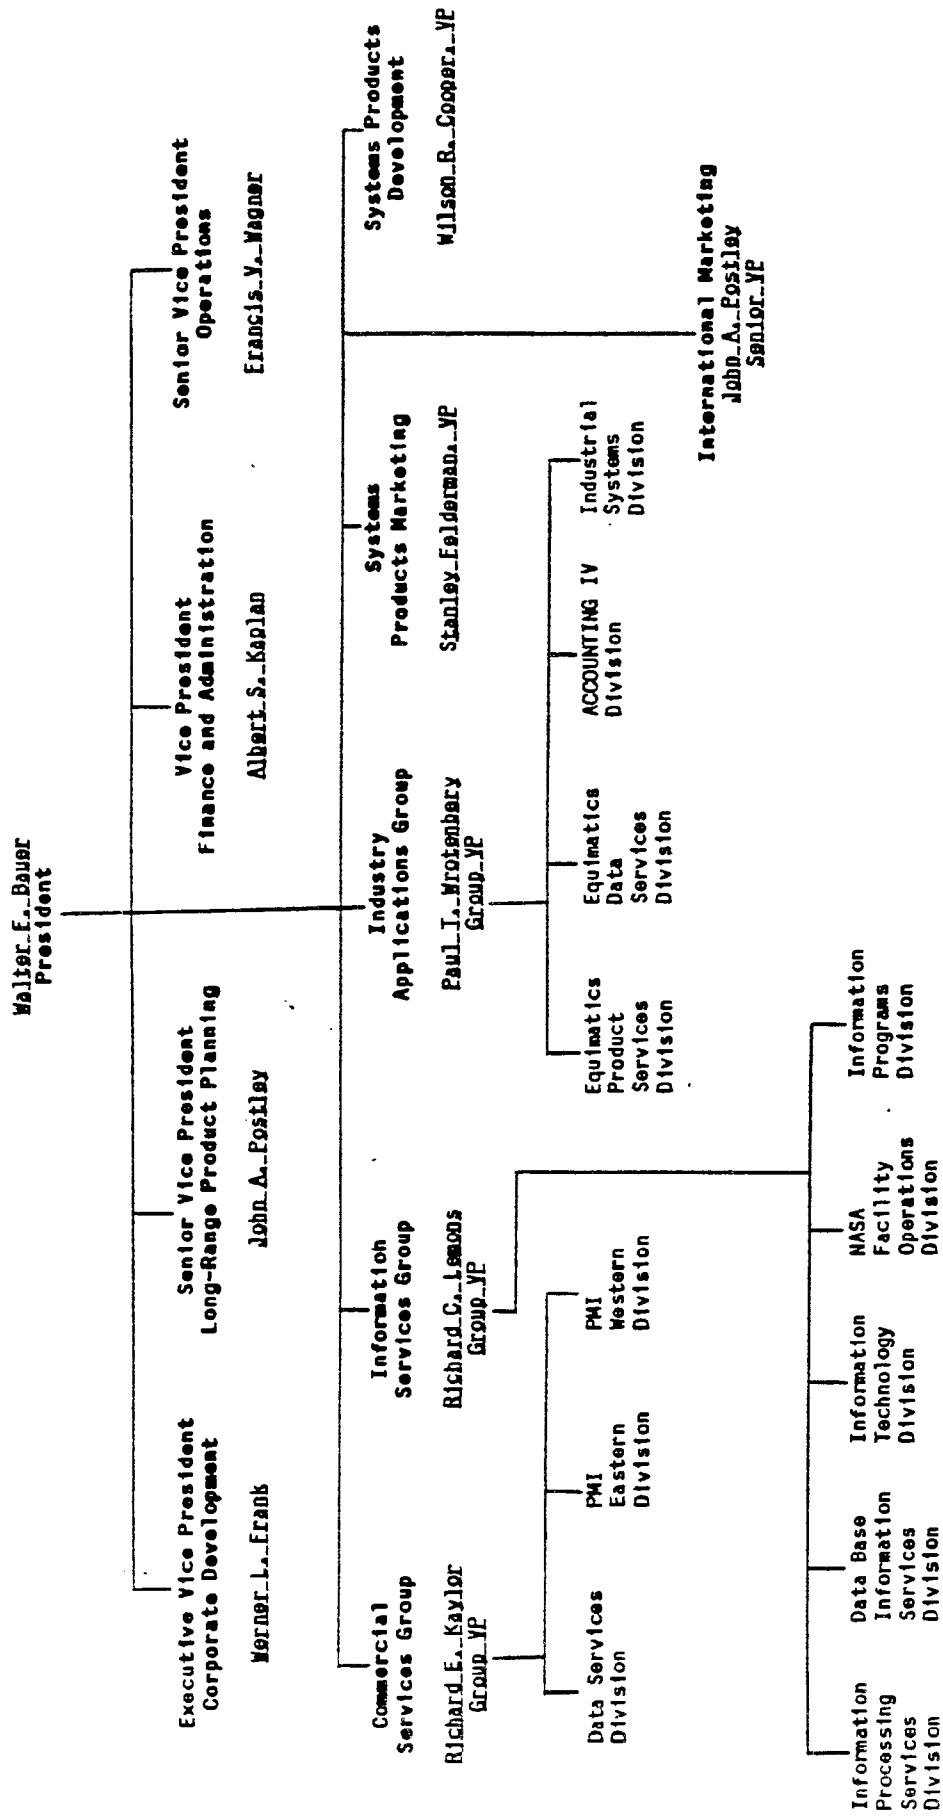 Walter E. Bauer
President
Executive Vice President
Corporate Development
Werner L. Frank
Senior Vice President
Long-Range Product Planning
John A. Postley
Vice President
Finance and Administration
Albert S. Kaplan
Senior Vice President
Operations
Francis V. Wagner
Commercial
Services Group
Richard E. Kaylor
Group VP
Information
Services Group
Richard C. Lemons
Group VP
Industry
Applications Group
Paul T. Wrotenbery
Group VP
Systems
Products Marketing
Stanley Felderman, VP
Systems Products
Development
Wilson R. Cooper, VP
Data Services
Division
PMI
Eastern
Division
PMI
Western
Division
Equimatics
Product
Services
Division
Equimatics
Data
Services
Division
ACCOUNTING IV
Division
Industrial
Systems
Division
International Marketing
John A. Postley
Senior VP
Information
Processing
Services
Division
Data Base
Information
Services
Division
Information
Technology
Division
NASA
Facility
Operations
Division
Information
Programs
Division